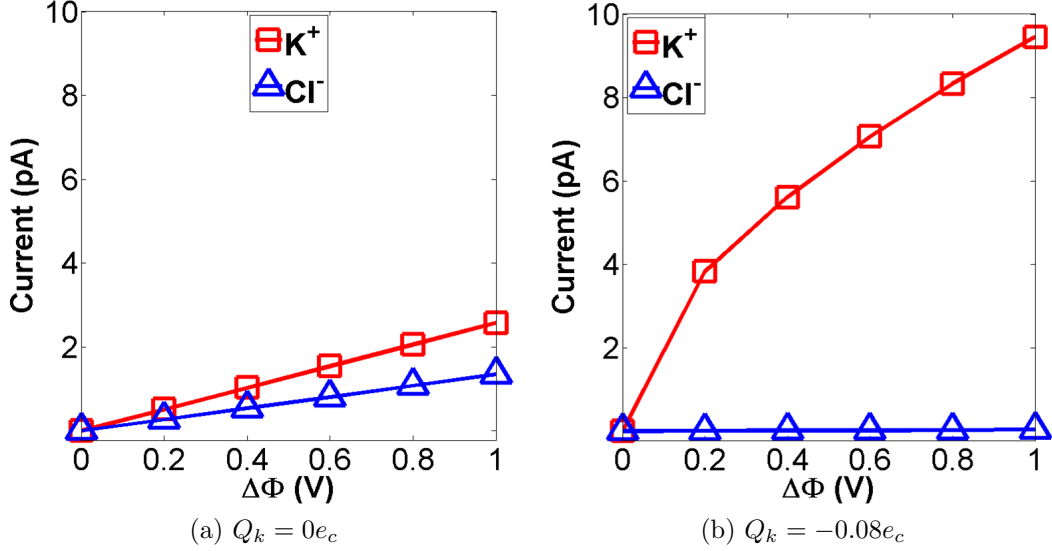 10
8
6
4
2
Current (pA)
K+
Cl-
0
0.2
0.4
0.6
0.8
1
ΔΦ (V)
(a) Q_k = 0e_c
10
8
6
4
2
Current (pA)
K+
Cl-
0
0.2
0.4
0.6
0.8
1
ΔΦ (V)
(b) Q_k = −0.08e_c